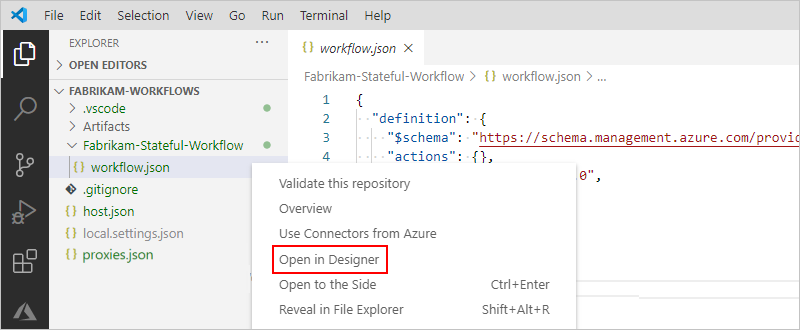 File Edit Selection View Go Run Terminal Help
EXPLORER ...
OPEN EDITORS
FABRIKAM-WORKFLOWS
.vscode
Artifacts
Fabrikam-Stateful-Workflow
{} workflow.json
.gitignore
{} host.json
{} local.settings.json
{} proxies.json
{} workflow.json ×
Fabrikam-Stateful-Workflow > {} workflow.json > ...
1 {
2 "definition": {
3 "$schema": "https://schema.management.azure.com/provid
4 "actions": {},
.0",
Validate this repository
Overview
Use Connectors from Azure
Open in Designer
Open to the Side Ctrl+Enter
Reveal in File Explorer Shift+Alt+R